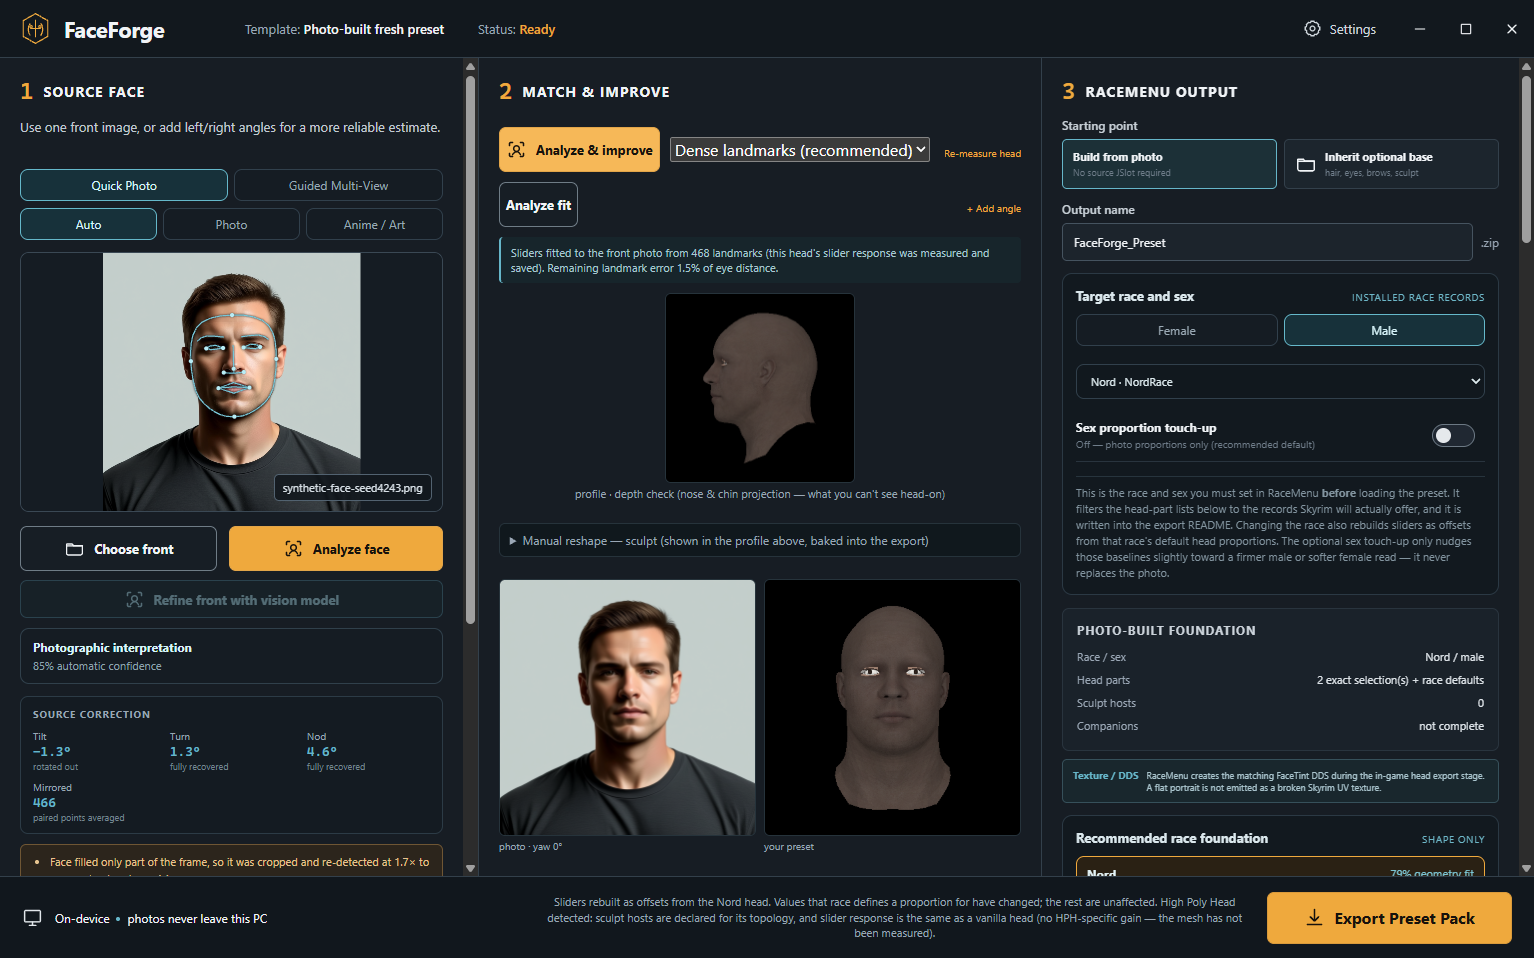 FaceForge
Template: Photo-built fresh preset
Status: Ready
Settings
1 SOURCE FACE
Use one front image, or add left/right angles for a more reliable estimate.
Quick Photo
Guided Multi-View
Auto
Photo
Anime / Art
synthetic-face-seed4243.png
Choose front
Analyze face
Refine front with vision model
Photographic interpretation
85% automatic confidence
SOURCE CORRECTION
Tilt
−1.3°
rotated out
Turn
1.3°
fully recovered
Nod
4.6°
fully recovered
Mirrored
466
paired points averaged
• Face filled only part of the frame, so it was cropped and re-detected at 1.7× to
2 MATCH & IMPROVE
Analyze & improve
Dense landmarks (recommended)
Re-measure head
Analyze fit
+ Add angle
Sliders fitted to the front photo from 468 landmarks (this head's slider response was measured and
saved). Remaining landmark error 1.5% of eye distance.
profile · depth check (nose & chin projection — what you can't see head-on)
▶ Manual reshape — sculpt (shown in the profile above, baked into the export)
photo · yaw 0°
your preset
3 RACEMENU OUTPUT
Starting point
Build from photo
No source JSlot required
Inherit optional base
hair, eyes, brows, sculpt
Output name
FaceForge_Preset
.zip
Target race and sex
INSTALLED RACE RECORDS
Female
Male
Nord · NordRace
Sex proportion touch-up
Off — photo proportions only (recommended default)
This is the race and sex you must set in RaceMenu before loading the preset. It
filters the head-part lists below to the records Skyrim will actually offer, and it is
written into the export README. Changing the race also rebuilds sliders as offsets
from that race's default head proportions. The optional sex touch-up only nudges
those baselines slightly toward a firmer male or softer female read — it never
replaces the photo.
PHOTO-BUILT FOUNDATION
Race / sex
Nord / male
Head parts
2 exact selection(s) + race defaults
Sculpt hosts
0
Companions
not complete
Texture / DDS
RaceMenu creates the matching FaceTint DDS during the in-game head export stage.
A flat portrait is not emitted as a broken Skyrim UV texture.
Recommended race foundation
SHAPE ONLY
Nord
79% geometry fit
On-device • photos never leave this PC
Sliders rebuilt as offsets from the Nord head. Values that race defines a proportion for have changed; the rest are unaffected. High Poly Head
detected: sculpt hosts are declared for its topology, and slider response is the same as a vanilla head (no HPH-specific gain — the mesh has not
been measured).
Export Preset Pack